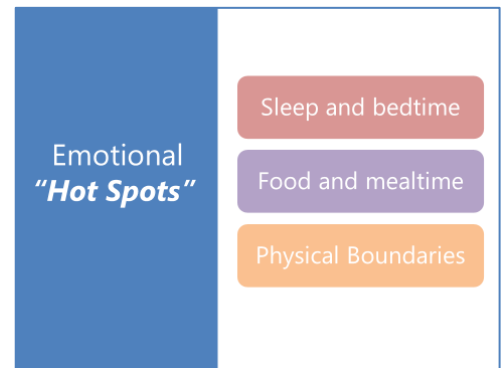 Emotional
“Hot Spots”
Sleep and bedtime
Food and mealtime
Physical Boundaries